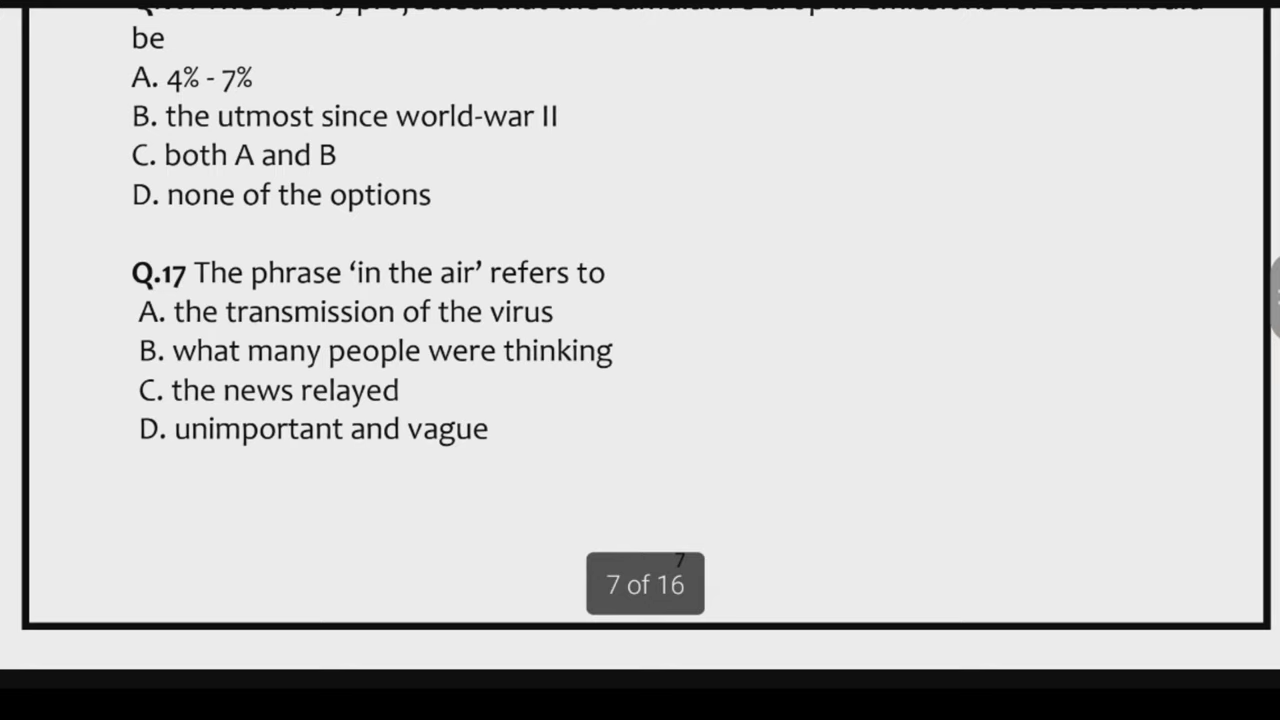 be
A. 4% - 7%
B. the utmost since world-war II
C. both A and B
D. none of the options
Q.17 The phrase ‘in the air’ refers to
A. the transmission of the virus
B. what many people were thinking
C. the news relayed
D. unimportant and vague
7
7 of 16